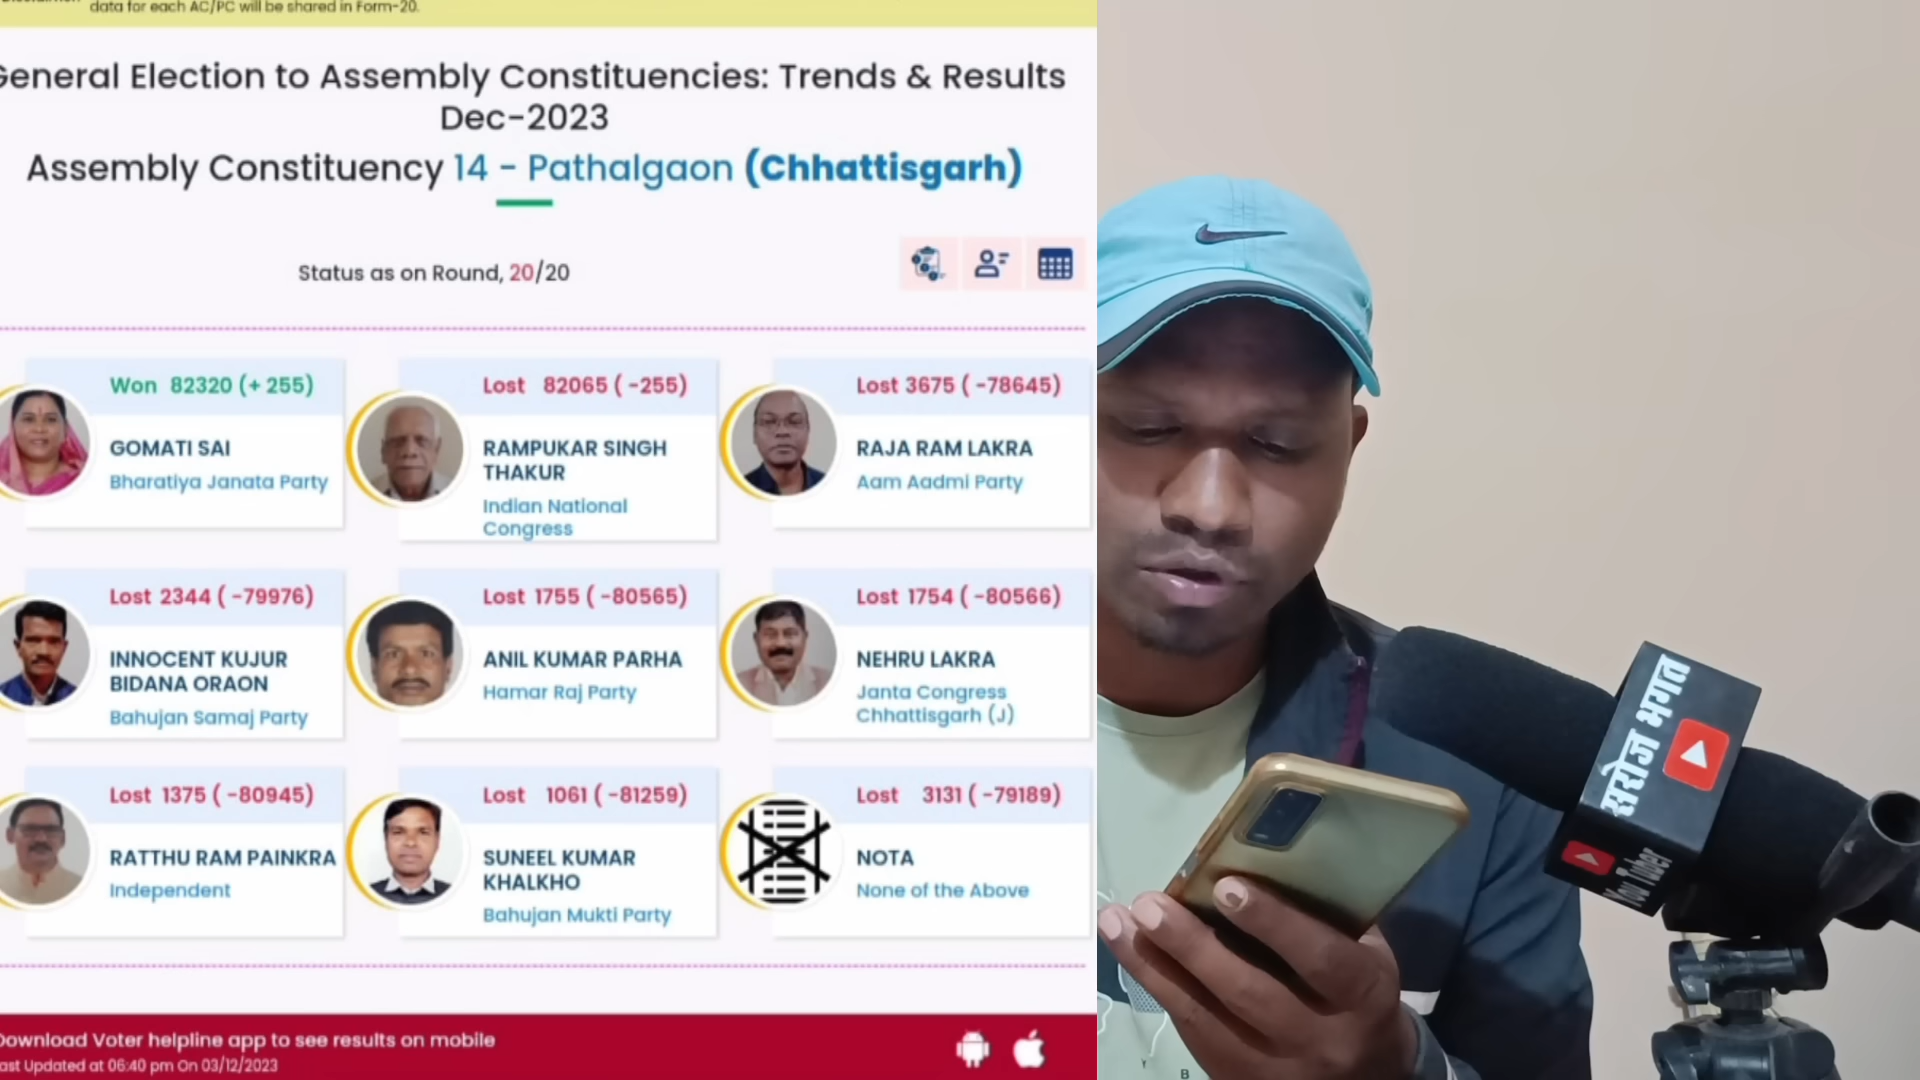 data for each AC/PC will be shared in Form-20.
General Election to Assembly Constituencies: Trends & Results
Dec-2023
Assembly Constituency 14 - Pathalgaon (Chhattisgarh)
Status as on Round, 20/20
Won 82320 (+ 255)
GOMATI SAI
Bharatiya Janata Party
Lost 82065 ( -255)
RAMPUKAR SINGH
THAKUR
Indian National
Congress
Lost 3675 ( -78645)
RAJA RAM LAKRA
Aam Aadmi Party
Lost 2344 ( -79976)
INNOCENT KUJUR
BIDANA ORAON
Bahujan Samaj Party
Lost 1755 ( -80565)
ANIL KUMAR PARHA
Hamar Raj Party
Lost 1754 ( -80566)
NEHRU LAKRA
Janta Congress
Chhattisgarh (J)
Lost 1375 ( -80945)
RATTHU RAM PAINKRA
Independent
Lost 1061 ( -81259)
SUNEEL KUMAR
KHALKHO
Bahujan Mukti Party
Lost 3131 ( -79189)
NOTA
None of the Above
Download Voter helpline app to see results on mobile
Last Updated at 06:40 pm On 03/12/2023
सरोज भगत
YouTuber